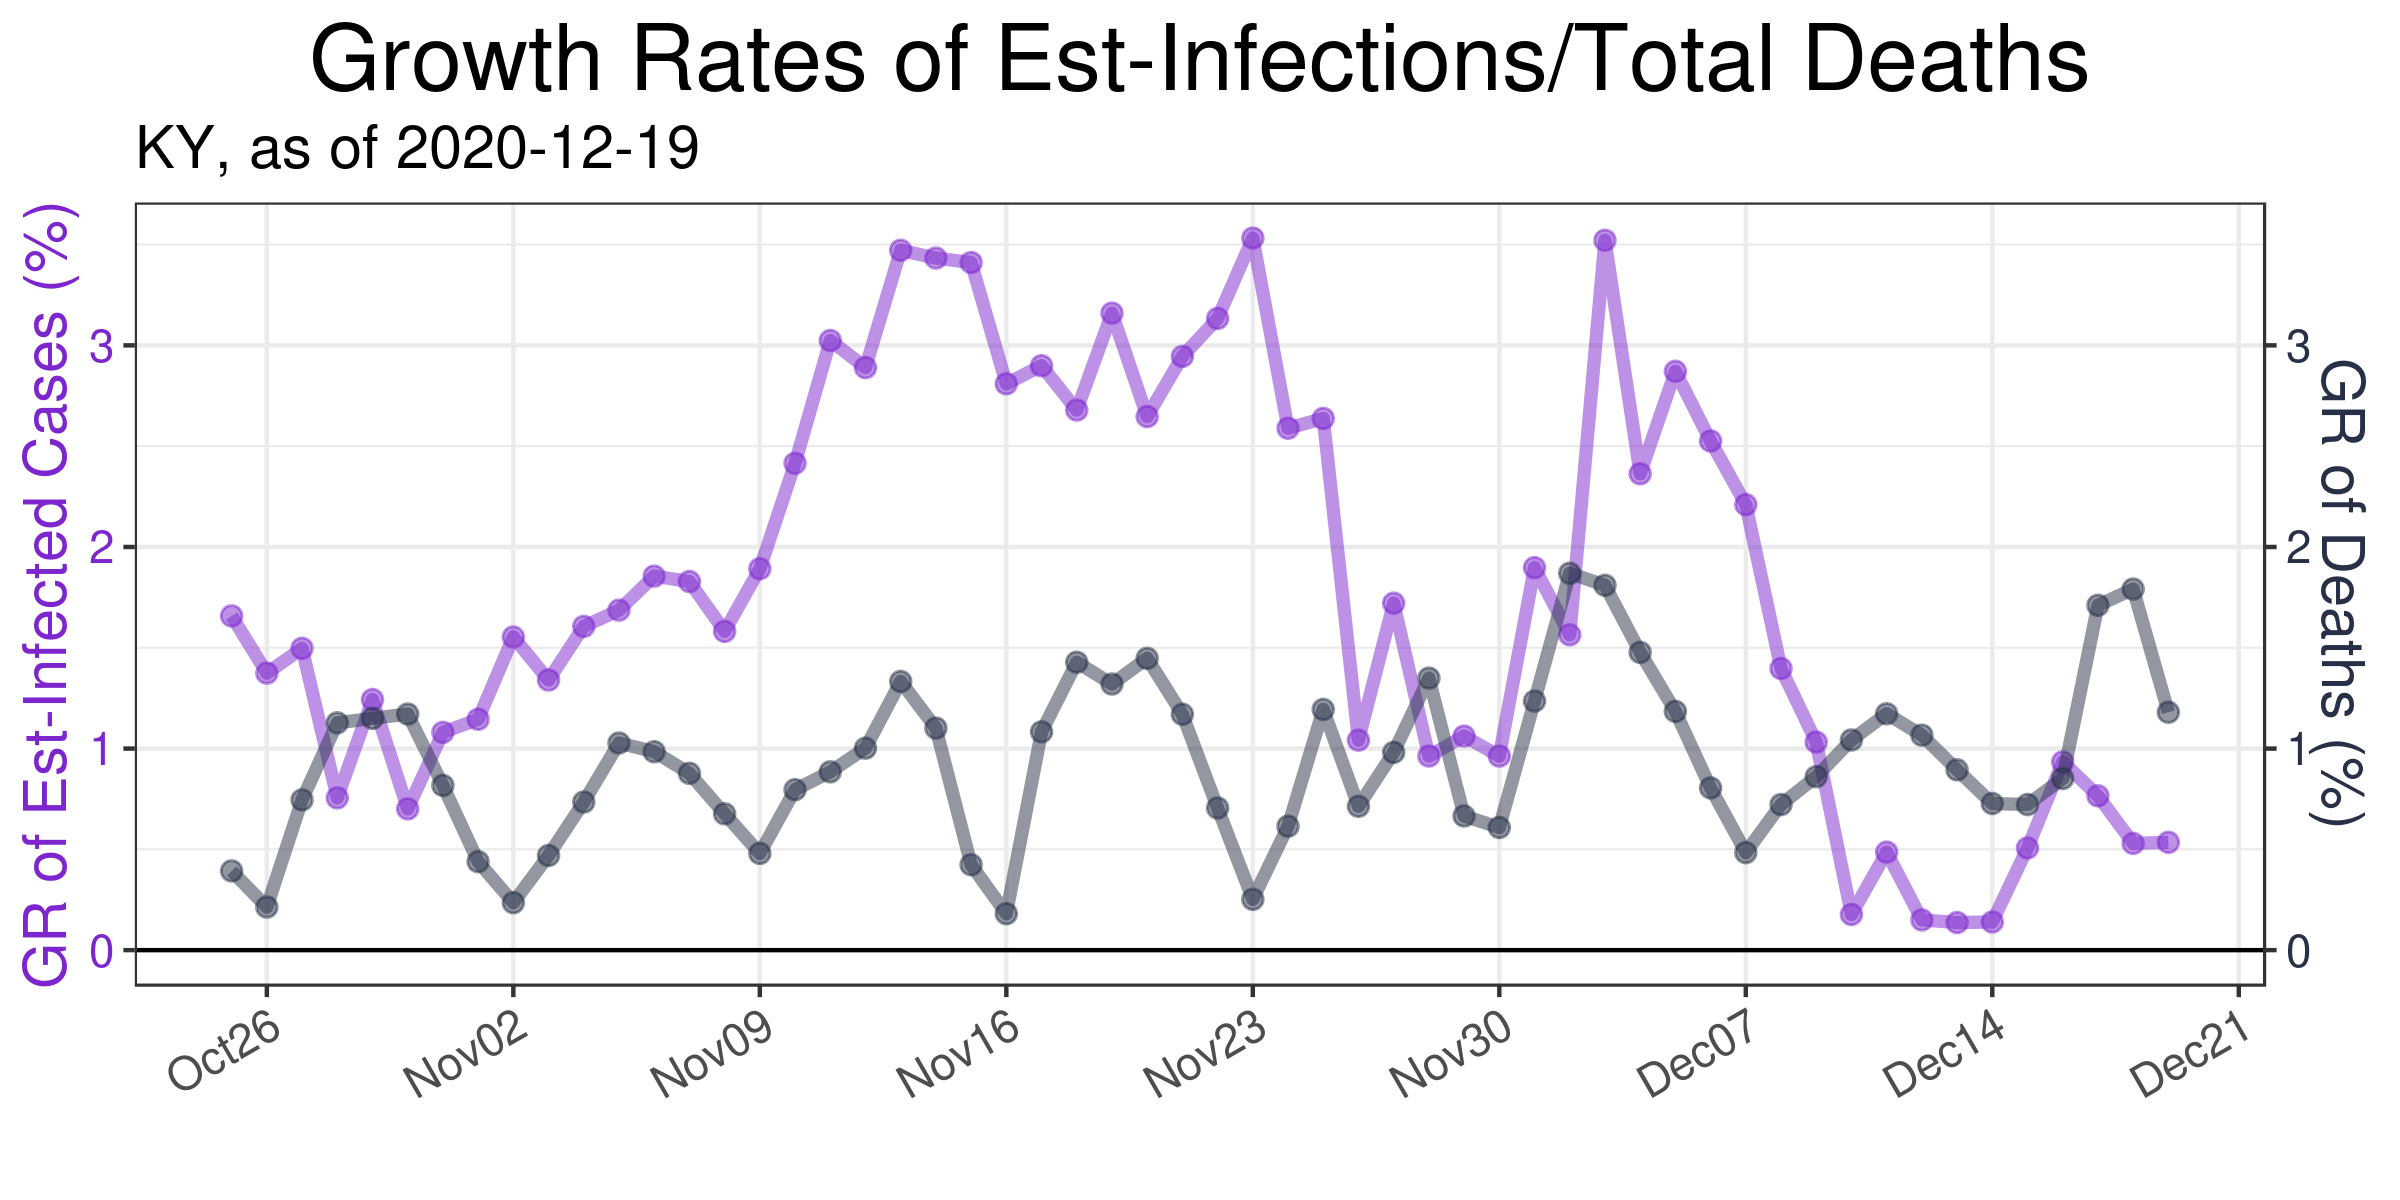 Growth Rates of Est-Infections/Total Deaths
KY, as of 2020-12-19
GR of Est-Infected Cases (%)
3
2
1
0
3
2
1
0
GR of Deaths (%)
Oct26
Nov02
Nov09
Nov16
Nov23
Nov30
Dec07
Dec14
Dec21